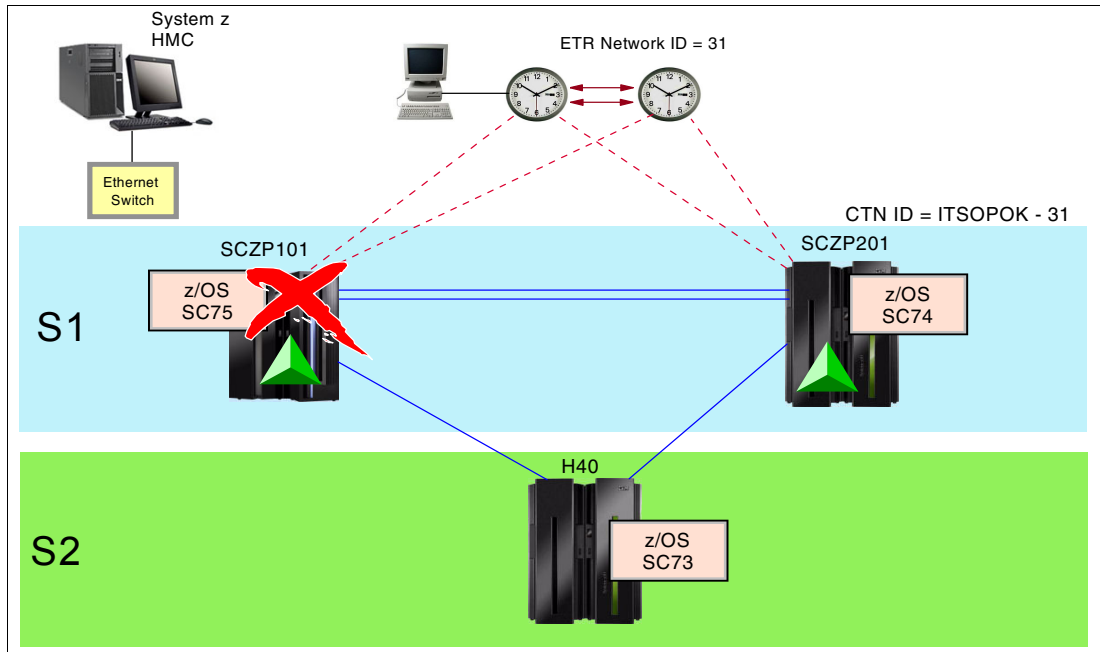 System z
HMC
ETR Network ID = 31
Ethernet
Switch
CTN ID = ITSOPOK - 31
SCZP101
SCZP201
z/OS
SC75
z/OS
SC74
S1
H40
z/OS
SC73
S2